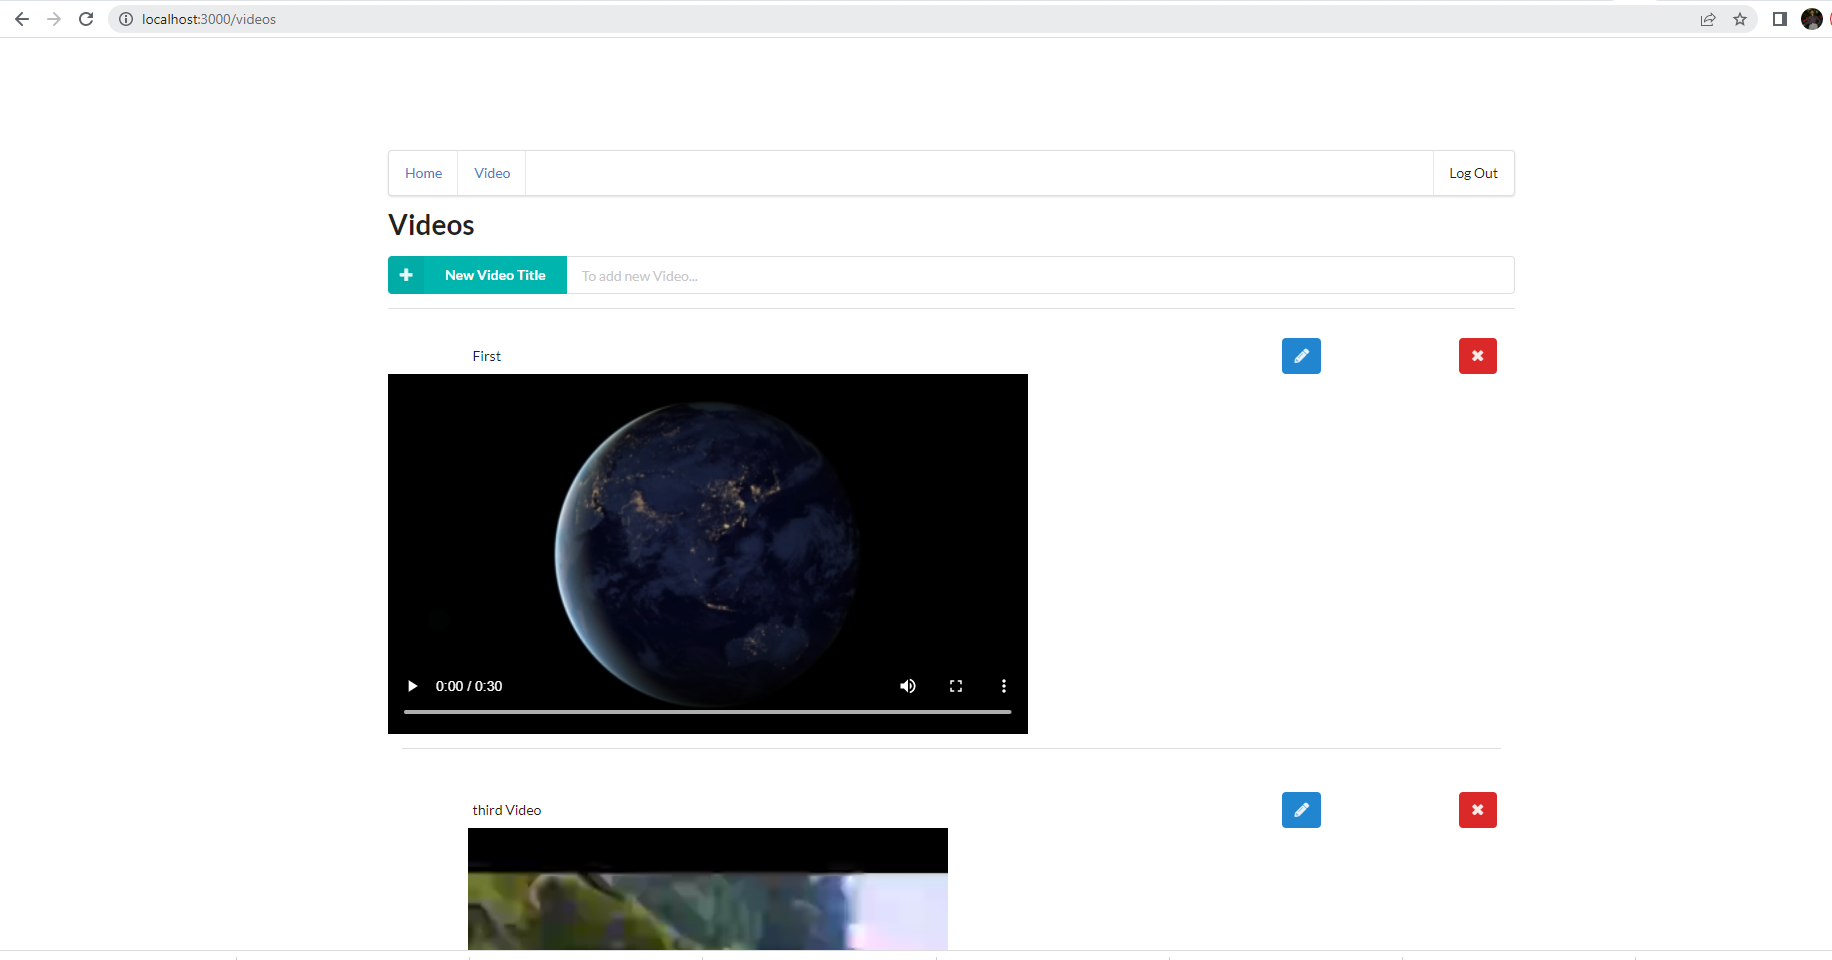 localhost:3000/videos
Home Video Log Out
Videos
New Video Title To add new Video...
First
0:00 / 0:30
third Video